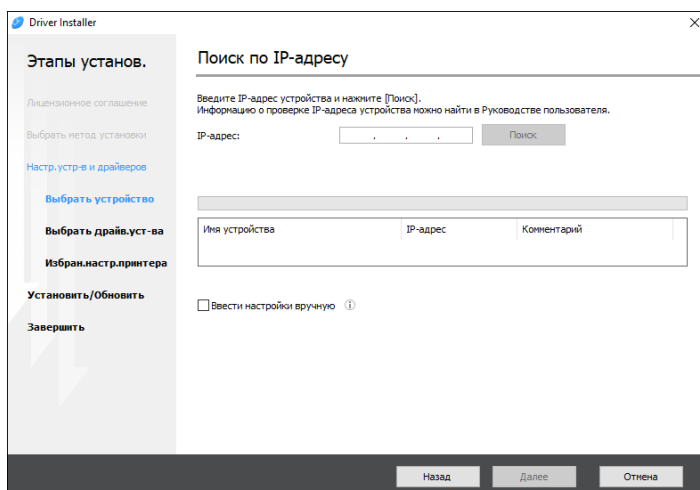 Driver Installer
Этапы установ.
Лицензионное соглашение
Выбрать метод установки
Настр.устр-в и драйверов
Выбрать устройство
Выбрать драйв.уст-ва
Избран.настр.принтера
Установить/Обновить
Завершить
Поиск по IP-адресу
Введите IP-адрес устройства и нажмите [Поиск].
Информацию о проверке IP-адреса устройства можно найти в Руководстве пользователя.
IP-адрес: . . . Поиск
Имя устройства IP-адрес Комментарий
Ввести настройки вручную
Назад Далее Отмена